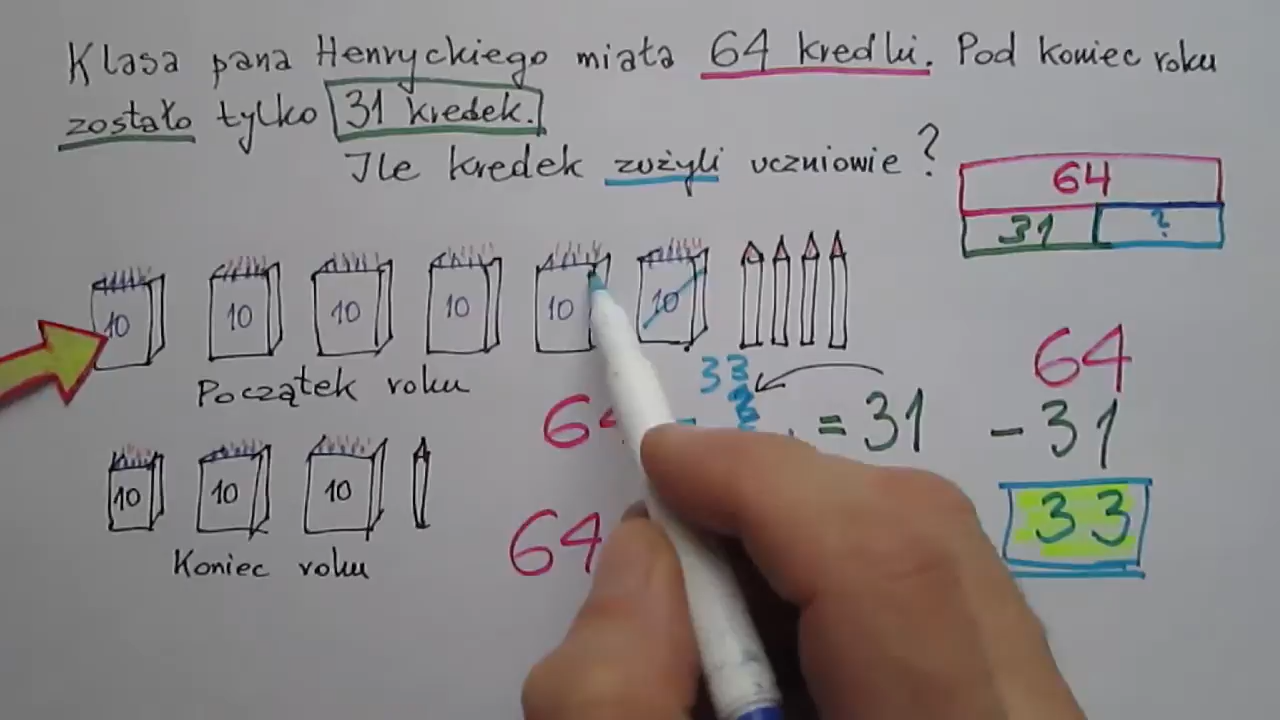 Klasa pana Henryckiego miała 64 kredki. Pod koniec roku
zostało tylko 31 kredek.
Ile kredek zużyli uczniowie?
64
31 ?
10 10 10 10 10 10
Początek roku
33
64 - = 31
64
- 31
33
10 10 10
Koniec roku
64